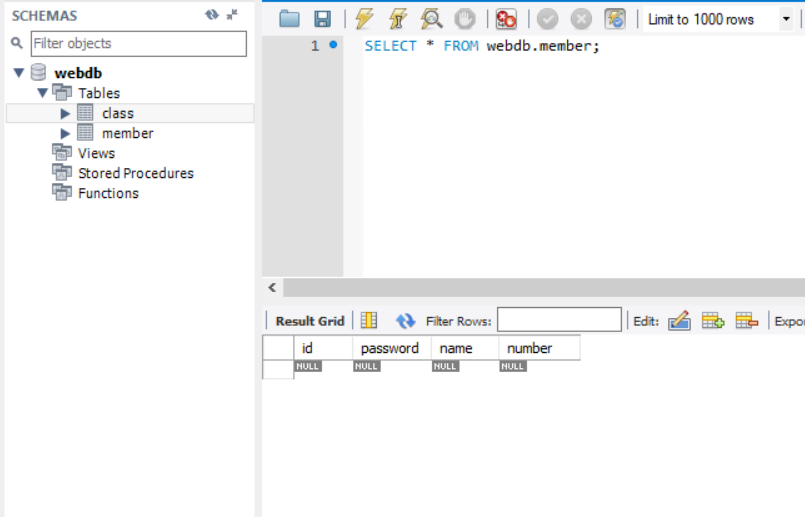 SCHEMAS
Filter objects
webdb
Tables
class
member
Views
Stored Procedures
Functions
Limit to 1000 rows
1 SELECT * FROM webdb.member;
Result Grid Filter Rows: Edit: Expor
id password name number
NULL NULL NULL NULL